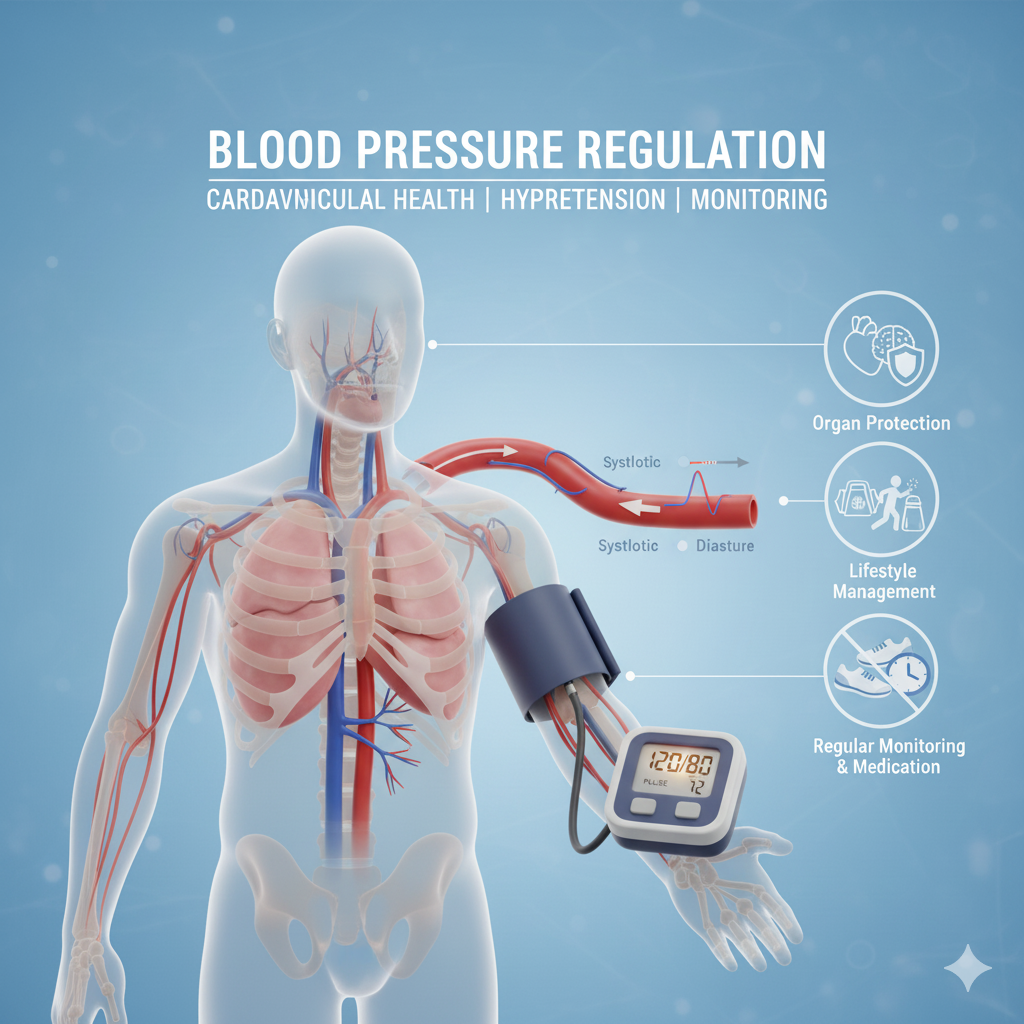 BLOOD PRESSURE REGULATION
CARDAVNICULAL HEALTH | HYPRETENSION | MONITORING
Organ Protection
Systlotic
Systlotic Diasture
Lifestyle
Management
120/80
PLUSE 72
Regular Monitoring
& Medication